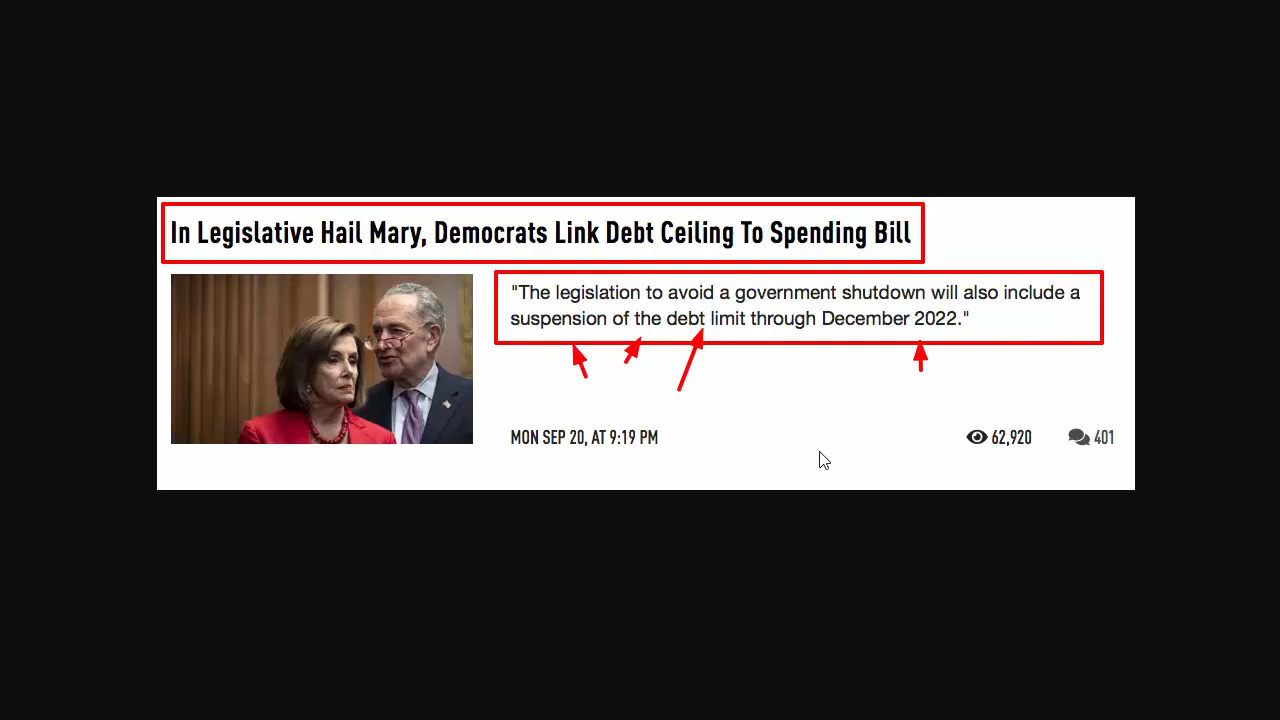 In Legislative Hail Mary, Democrats Link Debt Ceiling To Spending Bill
"The legislation to avoid a government shutdown will also include a
suspension of the debt limit through December 2022."
MON SEP 20, AT 9:19 PM
62,920
401